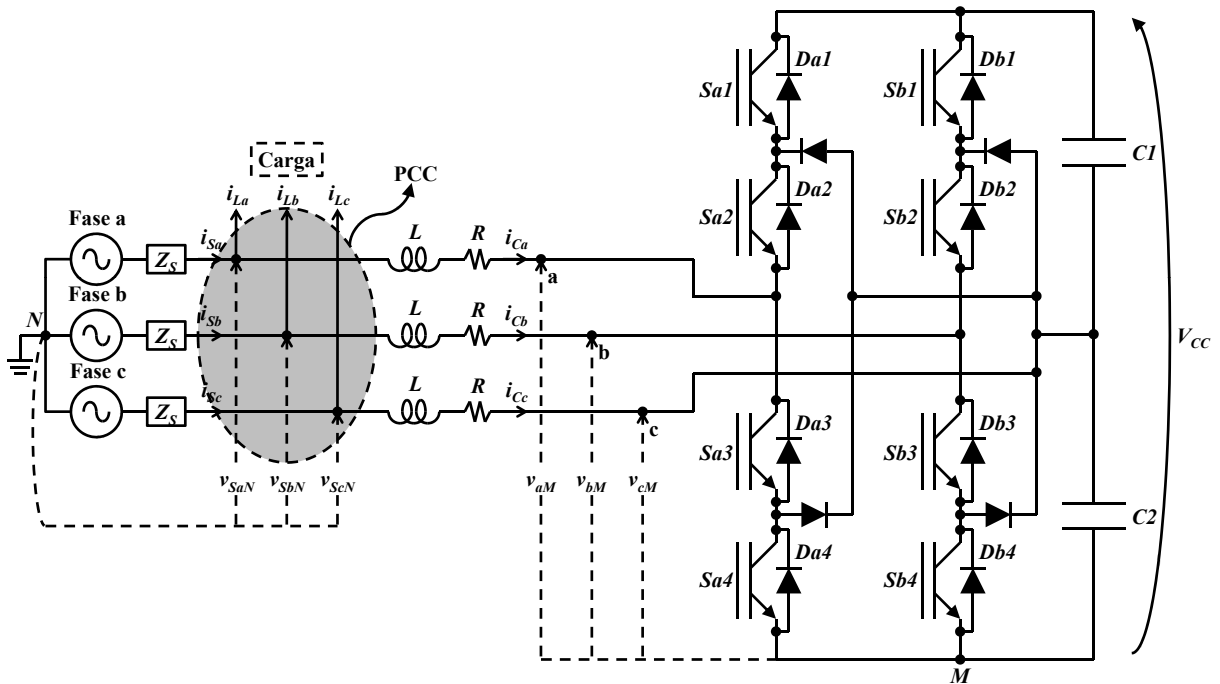 Da1
Db1
Sa1
Sb1
Carga
C1
i_La
i_Lb
i_Lc
PCC
Da2
Db2
Fase a
Sa2
Sb2
i_Sa
L
R
i_Ca
Z_S
a
Fase b
N
i_Sb
L
R
i_Cb
Z_S
b
V_CC
Fase c
i_Sc
L
R
i_Cc
Z_S
c
Da3
Db3
Sa3
Sb3
v_SaN
v_SbN
v_ScN
v_aM
v_bM
v_cM
C2
Da4
Db4
Sa4
Sb4
M